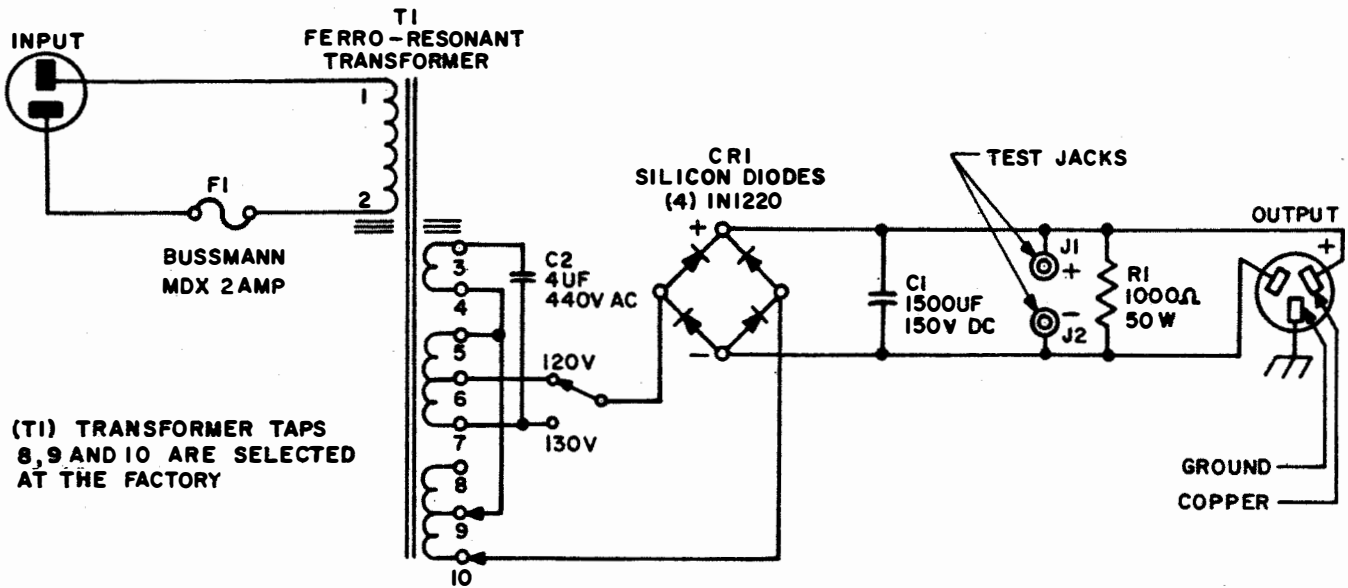 T1
FERRO-RESONANT
TRANSFORMER
INPUT
1
2
F1
BUSSMANN
MDX 2 AMP
3
4
5
6
7
8
9
10
C2
4UF
440V AC
120V
130V
(T1) TRANSFORMER TAPS
8, 9 AND 10 ARE SELECTED
AT THE FACTORY
CR1
SILICON DIODES
(4) 1N1220
+
-
C1
1500UF
150V DC
TEST JACKS
J1
+
-
J2
R1
1000Ω
50 W
OUTPUT
+
GROUND
COPPER